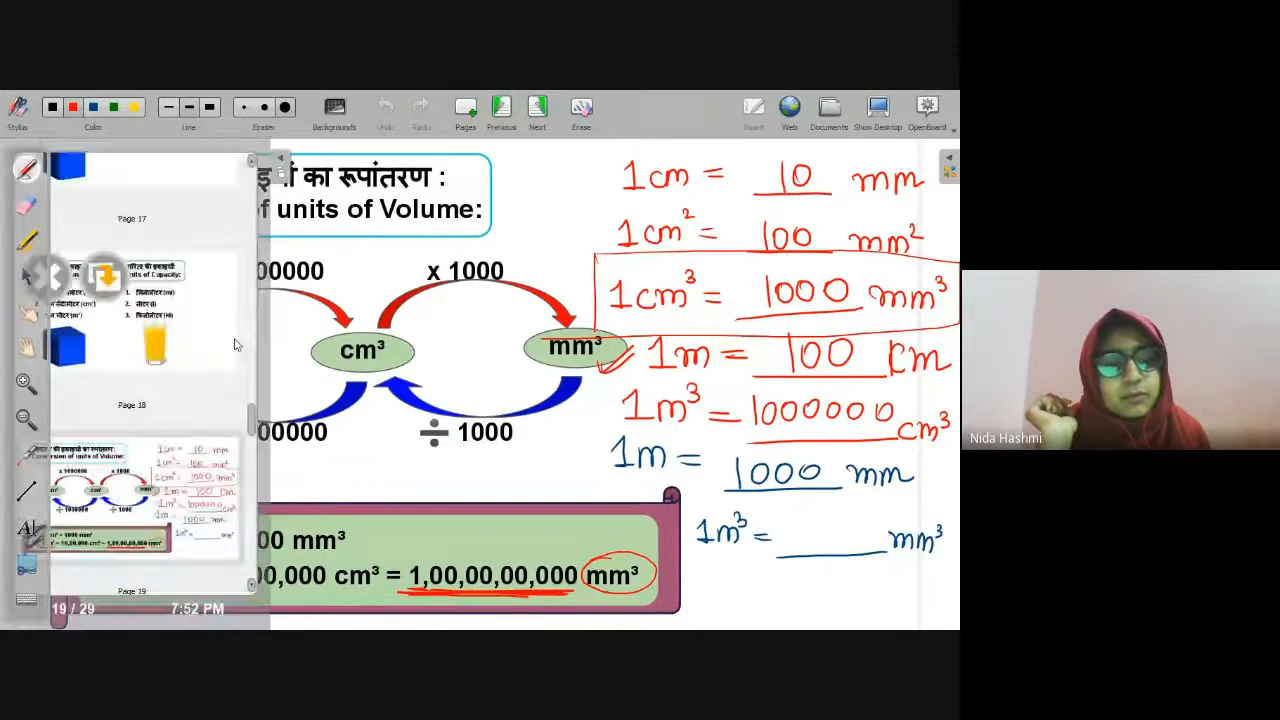 Stylus
Color
Line
Eraser
Backgrounds
Undo
Redo
Pages
Previous
Next
Erase
Board
Web
Documents
Show Desktop
OpenBoard
Page 17
Page 18
Page 19
19 / 29
7:52 PM
का रूपांतरण :
units of Volume:
x 1000
cm³
mm³
÷ 1000
00 mm³
00,000 cm³ = 1,00,00,00,000 mm³
1cm = 10 mm
1cm² = 100 mm²
1cm³ = 1000 mm³
1m = 100 cm
1m³ = 1000000 cm³
1m = 1000 mm
1m³ = ______ mm³
Nida Hashmi